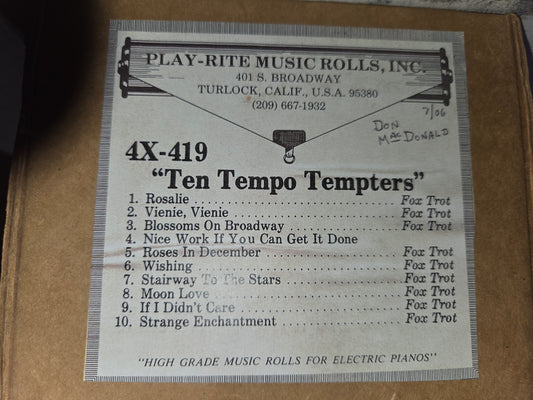 PLAY-RITE MUSIC ROLLS, INC.
401 S. BROADWAY
TURLOCK, CALIF., U.S.A. 95380
(209) 667-1932
7/06
DON
MACDONALD
4X-419
"Ten Tempo Tempters"
1. Rosalie ........................ Fox Trot
2. Vienie, Vienie ........................ Fox Trot
3. Blossoms On Broadway ........................ Fox Trot
4. Nice Work If You Can Get It Done
5. Roses In December ........................ Fox Trot
6. Wishing ........................ Fox Trot
7. Stairway To The Stars ........................ Fox Trot
8. Moon Love ........................ Fox Trot
9. If I Didn't Care ........................ Fox Trot
10. Strange Enchantment ........................ Fox Trot
"HIGH GRADE MUSIC ROLLS FOR ELECTRIC PIANOS"